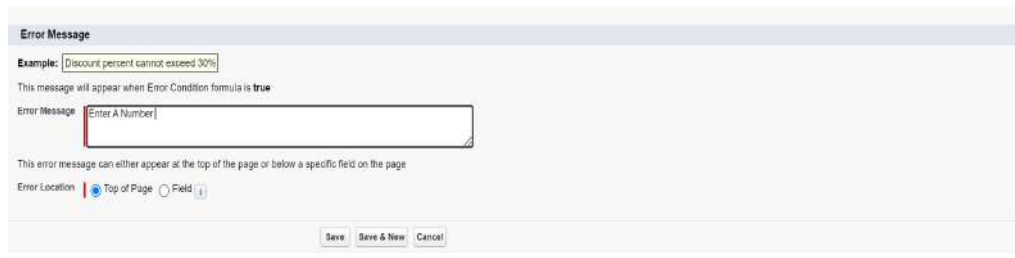 Error Message
Example: Discount percent cannot exceed 30%
This message will appear when Error Condition formula is true
Error Message Enter A Number
This error message can either appear at the top of the page or below a specific field on the page
Error Location Top of Page Field i
Save Save & New Cancel